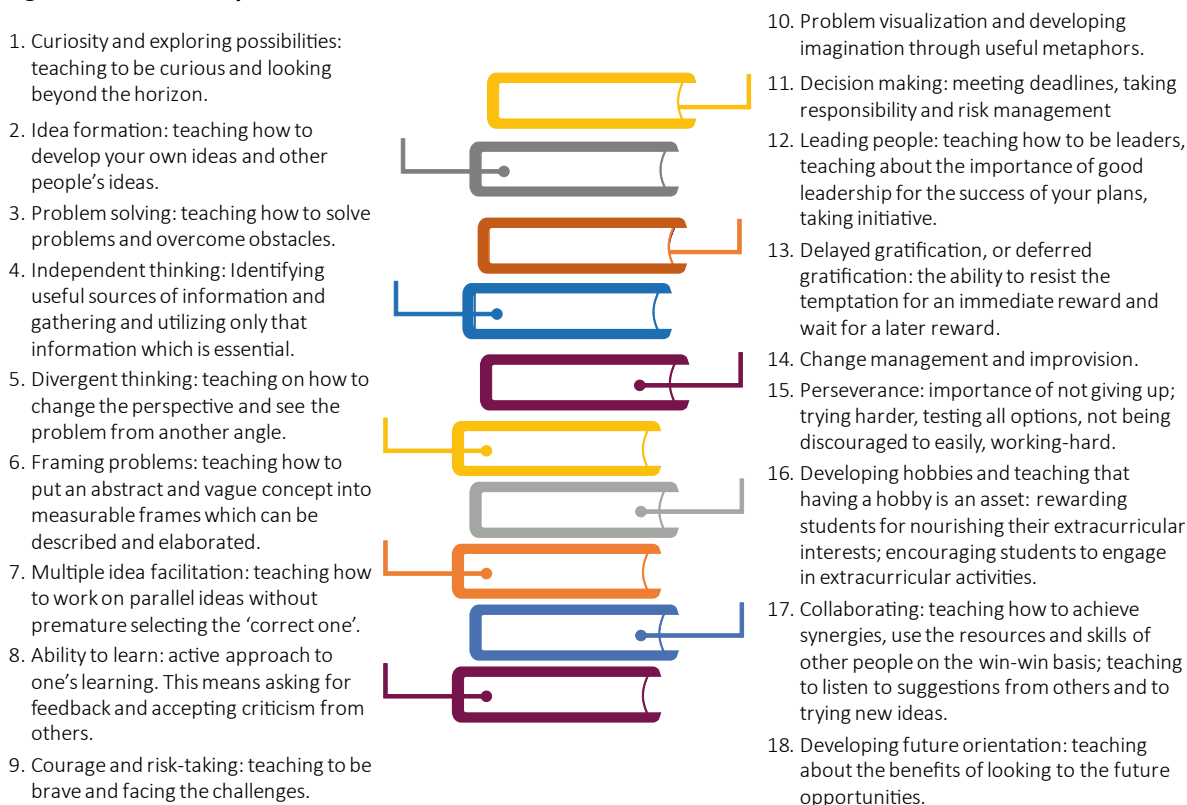 1. Curiosity and exploring possibilities:
teaching to be curious and looking
beyond the horizon.
2. Idea formation: teaching how to
develop your own ideas and other
people's ideas.
3. Problem solving: teaching how to solve
problems and overcome obstacles.
4. Independent thinking: Identifying
useful sources of information and
gathering and utilizing only that
information which is essential.
5. Divergent thinking: teaching on how to
change the perspective and see the
problem from another angle.
6. Framing problems: teaching how to
put an abstract and vague concept into
measurable frames which can be
described and elaborated.
7. Multiple idea facilitation: teaching how
to work on parallel ideas without
premature selecting the 'correct one'.
8. Ability to learn: active approach to
one's learning. This means asking for
feedback and accepting criticism from
others.
9. Courage and risk-taking: teaching to be
brave and facing the challenges.
10. Problem visualization and developing
imagination through useful metaphors.
11. Decision making: meeting deadlines, taking
responsibility and risk management
12. Leading people: teaching how to be leaders,
teaching about the importance of good
leadership for the success of your plans,
taking initiative.
13. Delayed gratification, or deferred
gratification: the ability to resist the
temptation for an immediate reward and
wait for a later reward.
14. Change management and improvision.
15. Perseverance: importance of not giving up;
trying harder, testing all options, not being
discouraged to easily, working-hard.
16. Developing hobbies and teaching that
having a hobby is an asset: rewarding
students for nourishing their extracurricular
interests; encouraging students to engage
in extracurricular activities.
17. Collaborating: teaching how to achieve
synergies, use the resources and skills of
other people on the win-win basis; teaching
to listen to suggestions from others and to
trying new ideas.
18. Developing future orientation: teaching
about the benefits of looking to the future
opportunities.